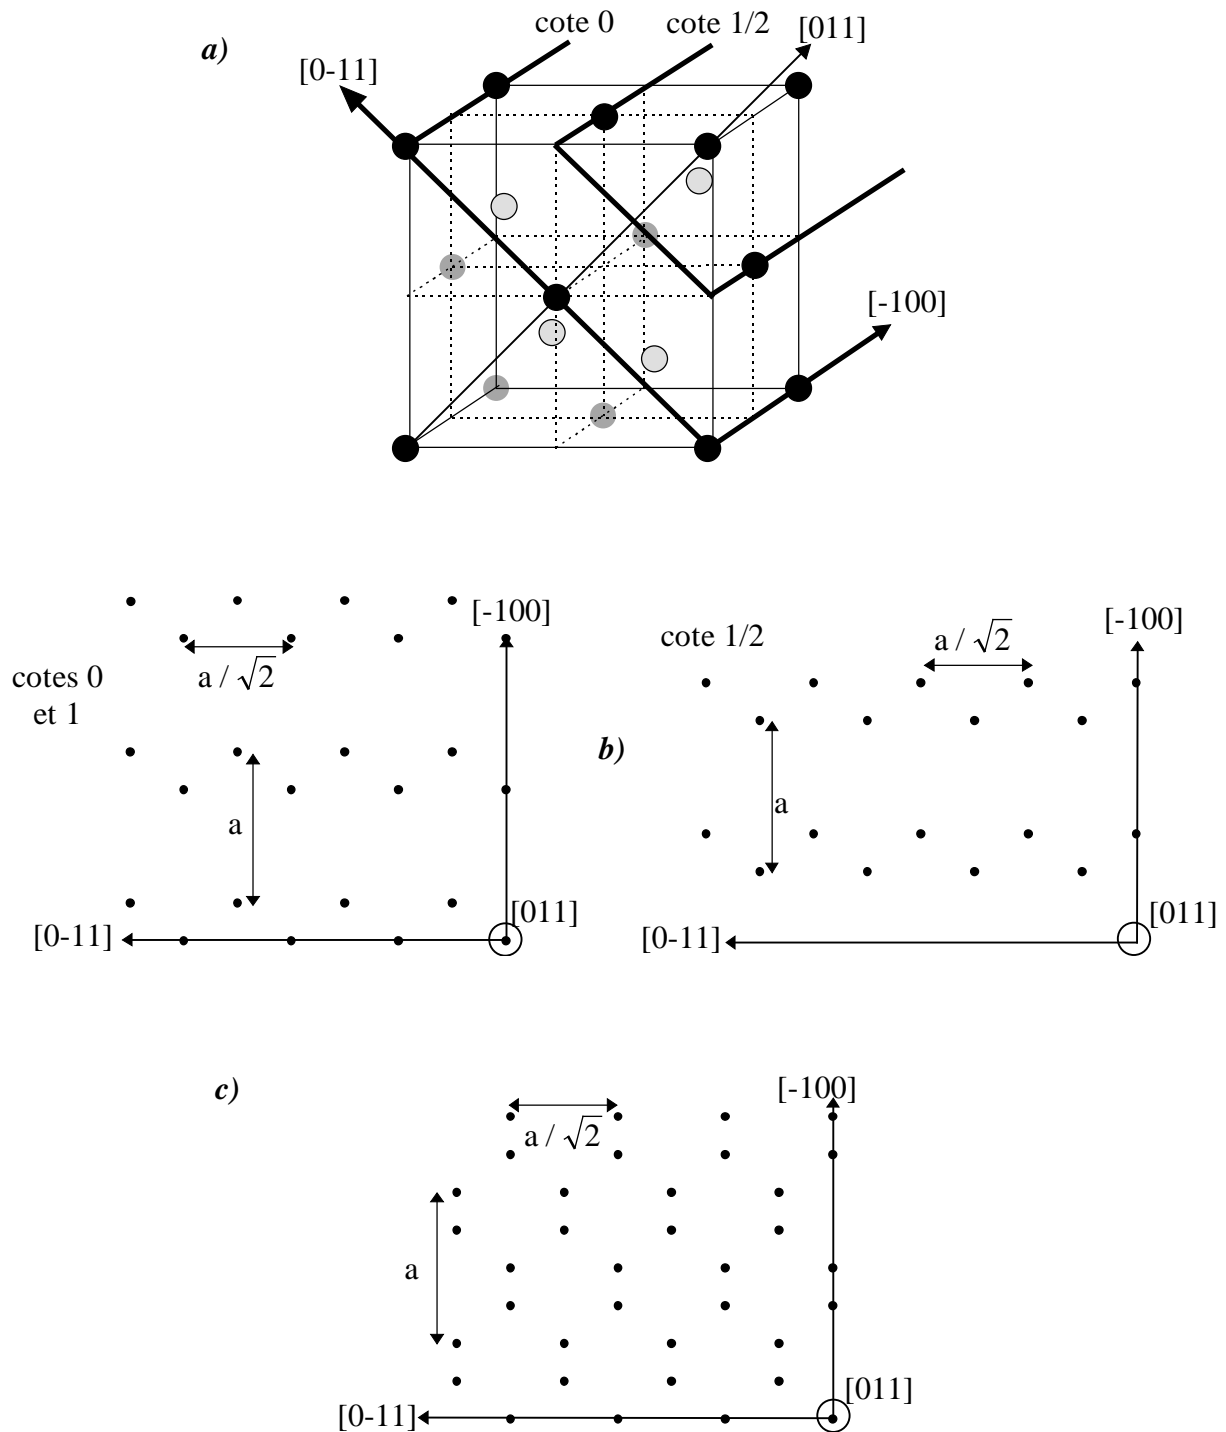 cote 0
cote 1/2
[011]
a)
[0-11]
[-100]
[-100]
cote 1/2
a / √2
[-100]
a / √2
cotes 0
et 1
b)
a
a
[0-11]
[011]
[0-11]
[011]
c)
[-100]
a / √2
a
[0-11]
[011]